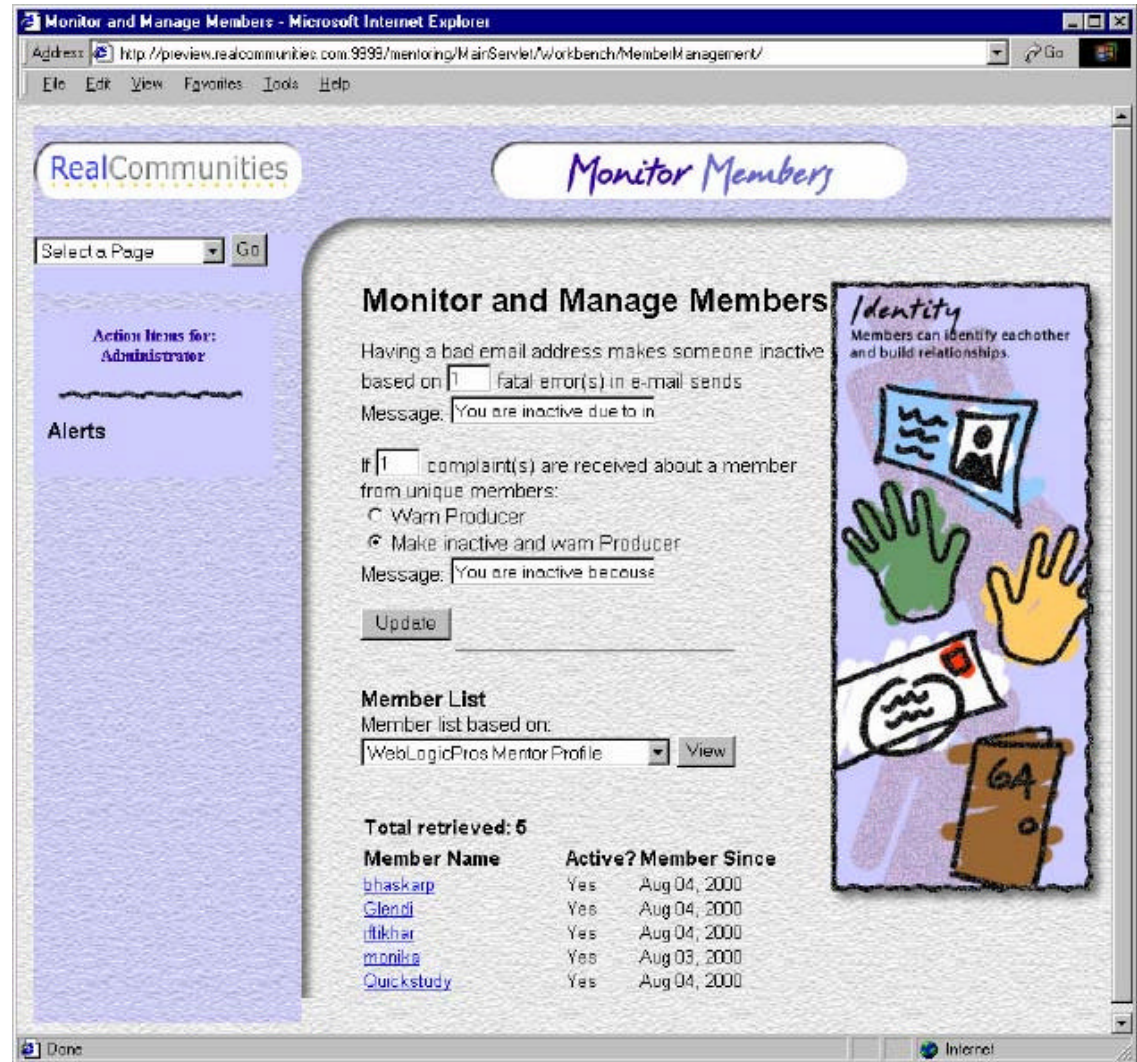 Monitor and Manage Members - Microsoft Internet Explorer
Address http://preview.realcommunities.com:9999/mentoring/MainServlet/Workbench/MemberManagement/ Go
File Edit View Favorites Tools Help
RealCommunities
Monitor Members
Select a Page Go
Action Items for:
Administrator
Alerts
Monitor and Manage Members
Having a bad email address makes someone inactive
based on 1 fatal error(s) in e-mail sends
Message: You are inactive due to in
If 1 complaint(s) are received about a member
from unique members:
Warn Producer
Make inactive and warn Producer
Message: You are inactive because
Update
Member List
Member list based on:
WebLogicPros Mentor Profile View
Total retrieved: 5
Member Name Active? Member Since
bhaskarp Yes Aug 04, 2000
Glendi Yes Aug 04, 2000
iftikhar Yes Aug 04, 2000
monika Yes Aug 03, 2000
Quickstudy Yes Aug 04, 2000
Identity
Members can identify eachother
and build relationships.
64
Done Internet